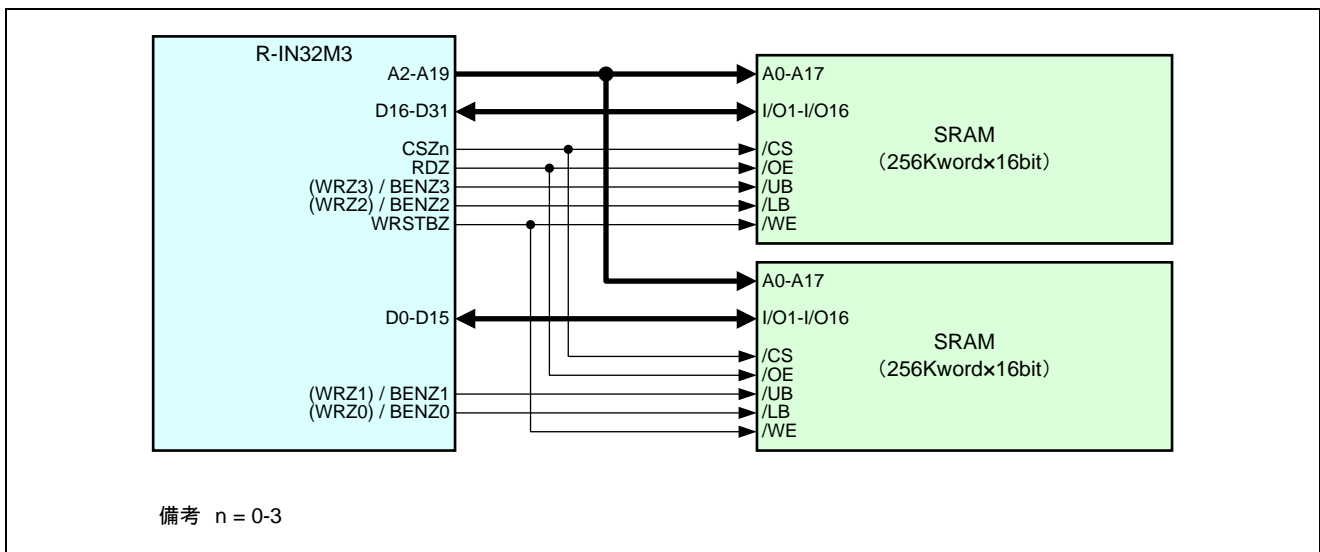 R-IN32M3
A2-A19
D16-D31
CSZn
RDZ
(WRZ3) / BENZ3
(WRZ2) / BENZ2
WRSTBZ
D0-D15
(WRZ1) / BENZ1
(WRZ0) / BENZ0
A0-A17
I/O1-I/O16
/CS
/OE
/UB
/LB
/WE
SRAM
（256Kword×16bit）
A0-A17
I/O1-I/O16
/CS
/OE
/UB
/LB
/WE
SRAM
（256Kword×16bit）
備考 n = 0-3